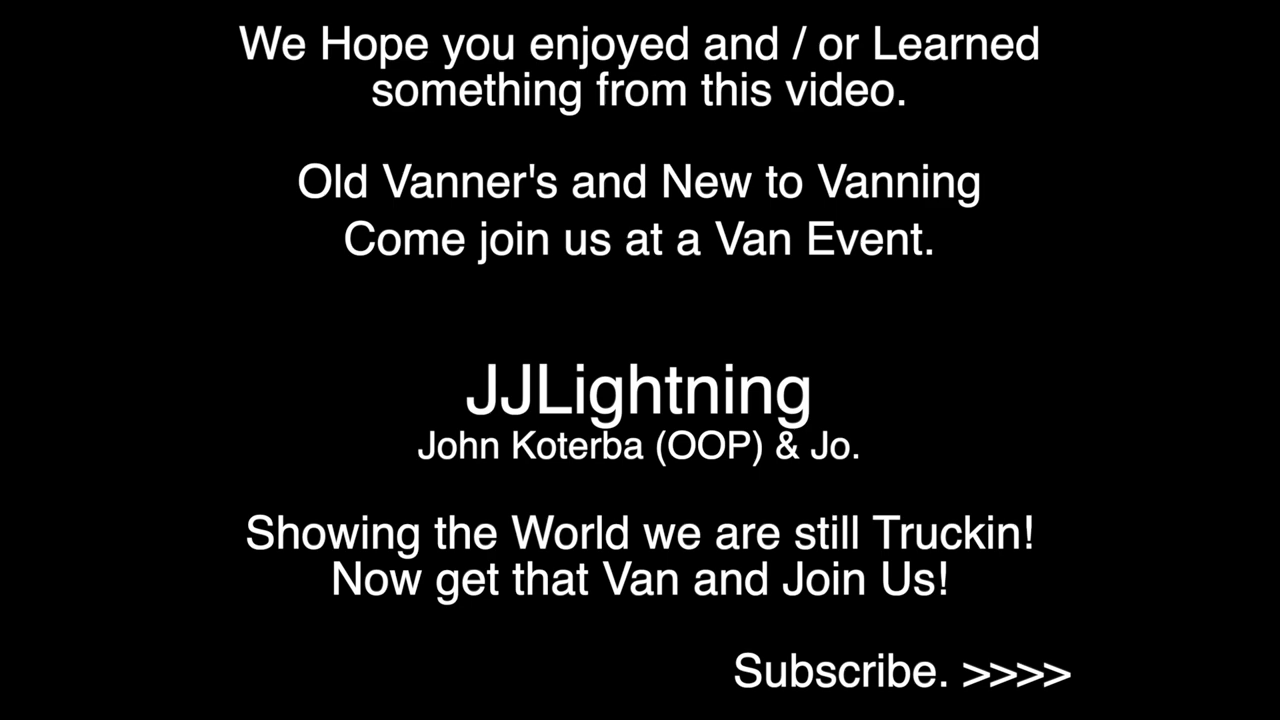 We Hope you enjoyed and / or Learned
something from this video.
Old Vanner's and New to Vanning
Come join us at a Van Event.
JJLightning
John Koterba (OOP) & Jo.
Showing the World we are still Truckin!
Now get that Van and Join Us!
Subscribe. >>>>